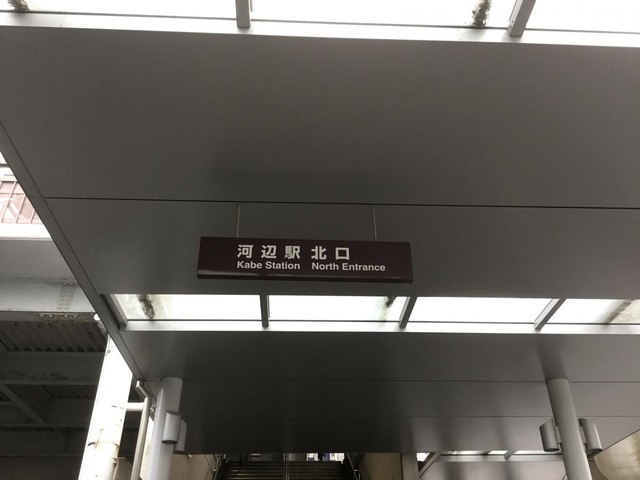 河辺駅 北口
Kabe Station North Entrance